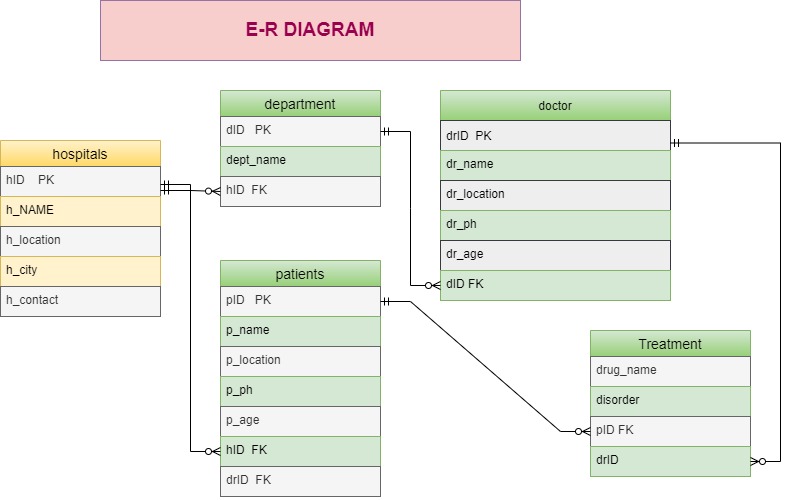 E-R DIAGRAM
hospitals
hID PK
h_NAME
h_location
h_city
h_contact
department
dID PK
dept_name
hID FK
patients
pID PK
p_name
p_location
p_ph
p_age
hID FK
drID FK
doctor
drID PK
dr_name
dr_location
dr_ph
dr_age
dID FK
Treatment
drug_name
disorder
pID FK
drID